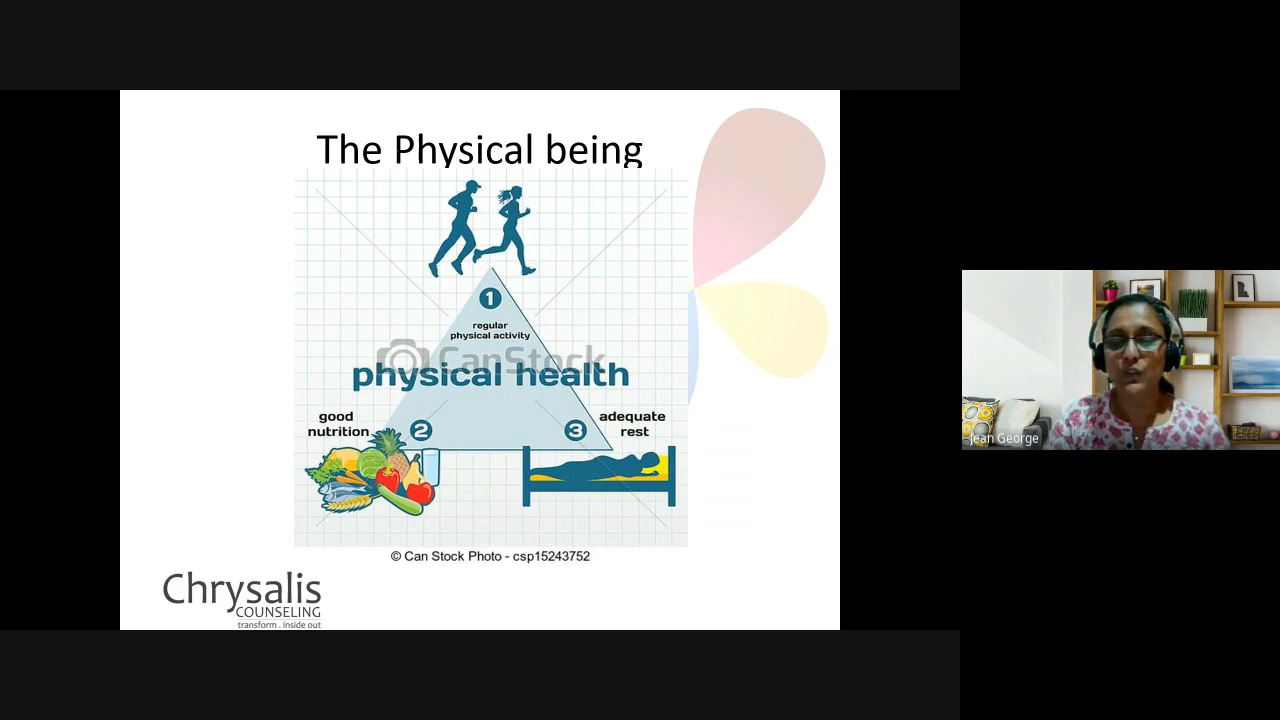 The Physical being
1
regular
physical activity
CanStock
physical health
good
nutrition
2
3
adequate
rest
© Can Stock Photo - csp15243752
Chrysalis
COUNSELING
transform . inside out
Jean George